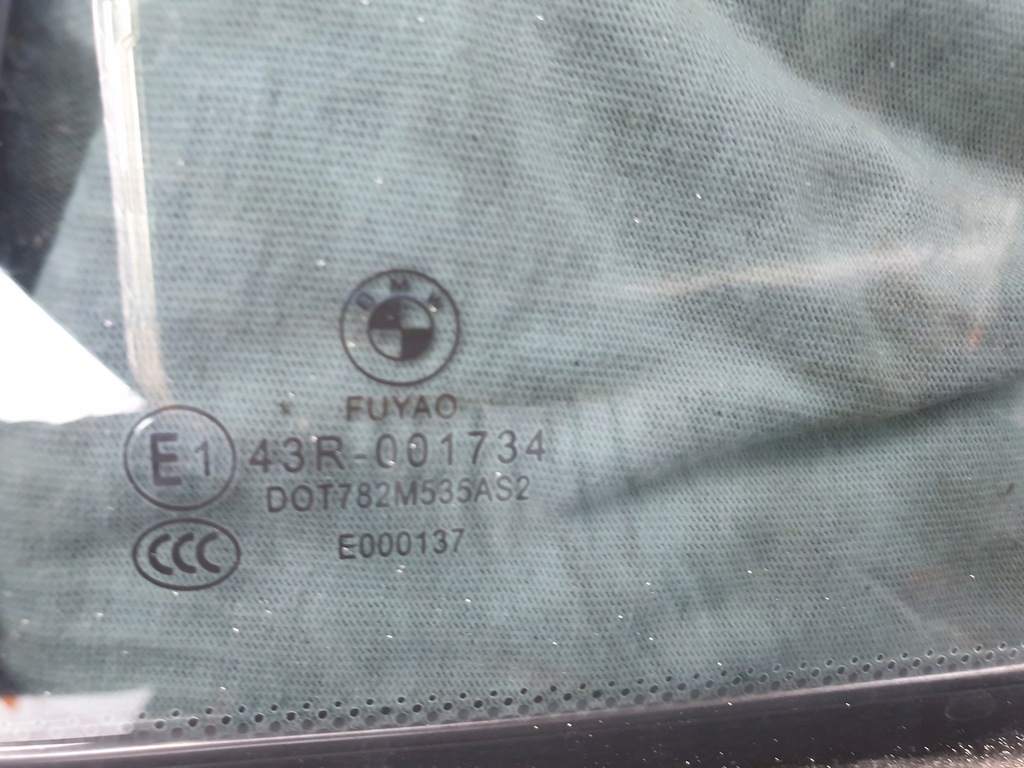 BMW
FUYAO
E1 43R-001734
DOT782M535AS2
CCC E000137